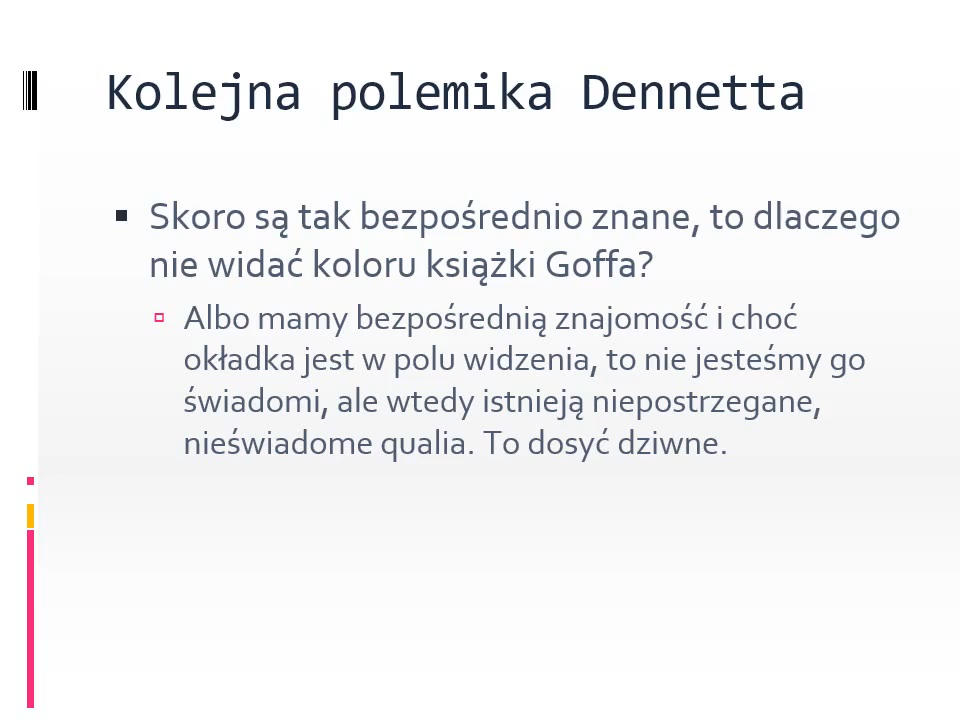 Kolejna polemika Dennetta
Skoro są tak bezpośrednio znane, to dlaczego
nie widać koloru książki Goffa?
Albo mamy bezpośrednią znajomość i choć
okładka jest w polu widzenia, to nie jesteśmy go
świadomi, ale wtedy istnieją niepostrzegane,
nieświadome qualia. To dosyć dziwne.